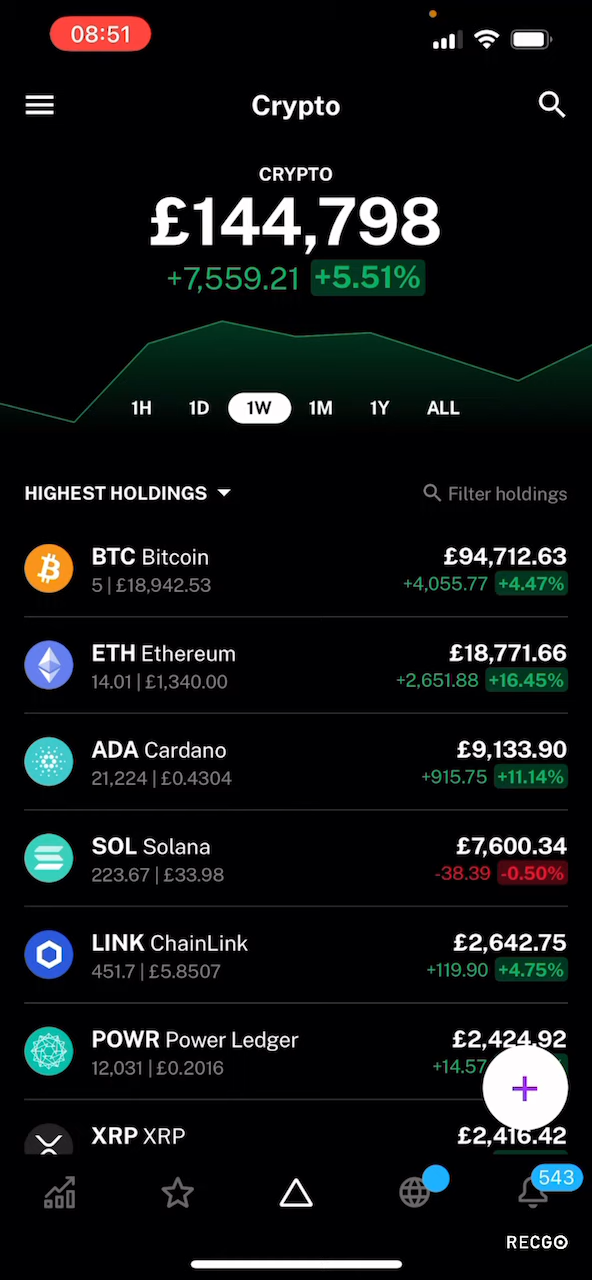 08:51
Crypto
CRYPTO
£144,798
+7,559.21 +5.51%
1H 1D 1W 1M 1Y ALL
HIGHEST HOLDINGS Filter holdings
BTC Bitcoin £94,712.63
5 | £18,942.53 +4,055.77 +4.47%
ETH Ethereum £18,771.66
14.01 | £1,340.00 +2,651.88 +16.45%
ADA Cardano £9,133.90
21,224 | £0.4304 +915.75 +11.14%
SOL Solana £7,600.34
223.67 | £33.98 -38.39 -0.50%
LINK ChainLink £2,642.75
451.7 | £5.8507 +119.90 +4.75%
POWR Power Ledger £2,424.92
12,031 | £0.2016 +14.57
XRP XRP £2,416.42
543
RECGO